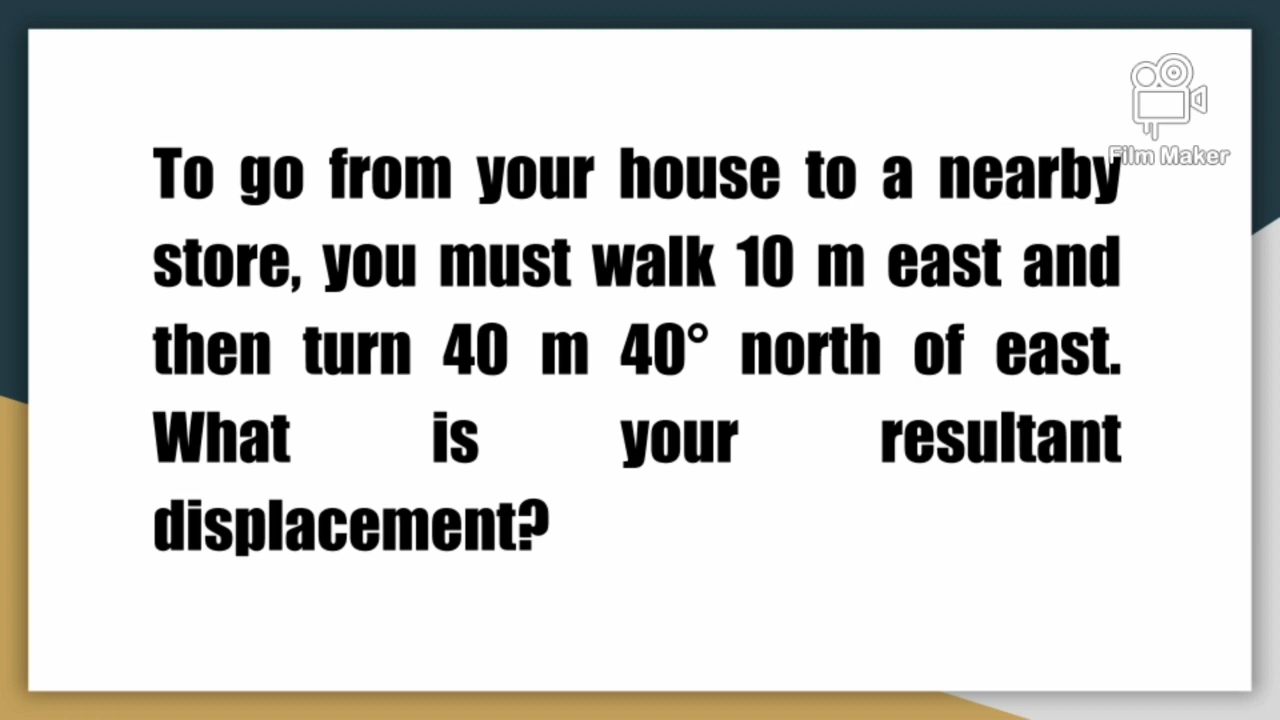 Film Maker
To go from your house to a nearby
store, you must walk 10 m east and
then turn 40 m 40° north of east.
What is your resultant
displacement?